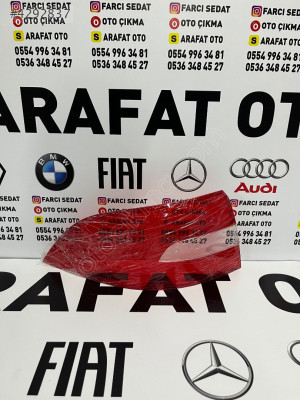 #4292837
FARCI SEDAT FARCI SEDAT FARCI SEDAT
OTO ÇIKMA OTO ÇIKMA OTO ÇIKMA
S ARAFAT OTO S ARAFAT OTO S ARAFAT OTO
0554 996 34 81 0554 996 34 81 0554 996 34 81
0536 348 45 27 0536 348 45 27 0536 348 45 27
ARAFAT OTO
BMW FIAT Audi
FARCI SEDAT FARCI SEDAT FARCI SEDAT
OTO ÇIKMA OTO ÇIKMA OTO ÇIKMA
S ARAFAT OTO S ARAFAT OTO
0554 996 34 81 0554 996 34 81
0536 348 45 27 0536 348 45 27
ARAFAT OTO
FIAT FIAT